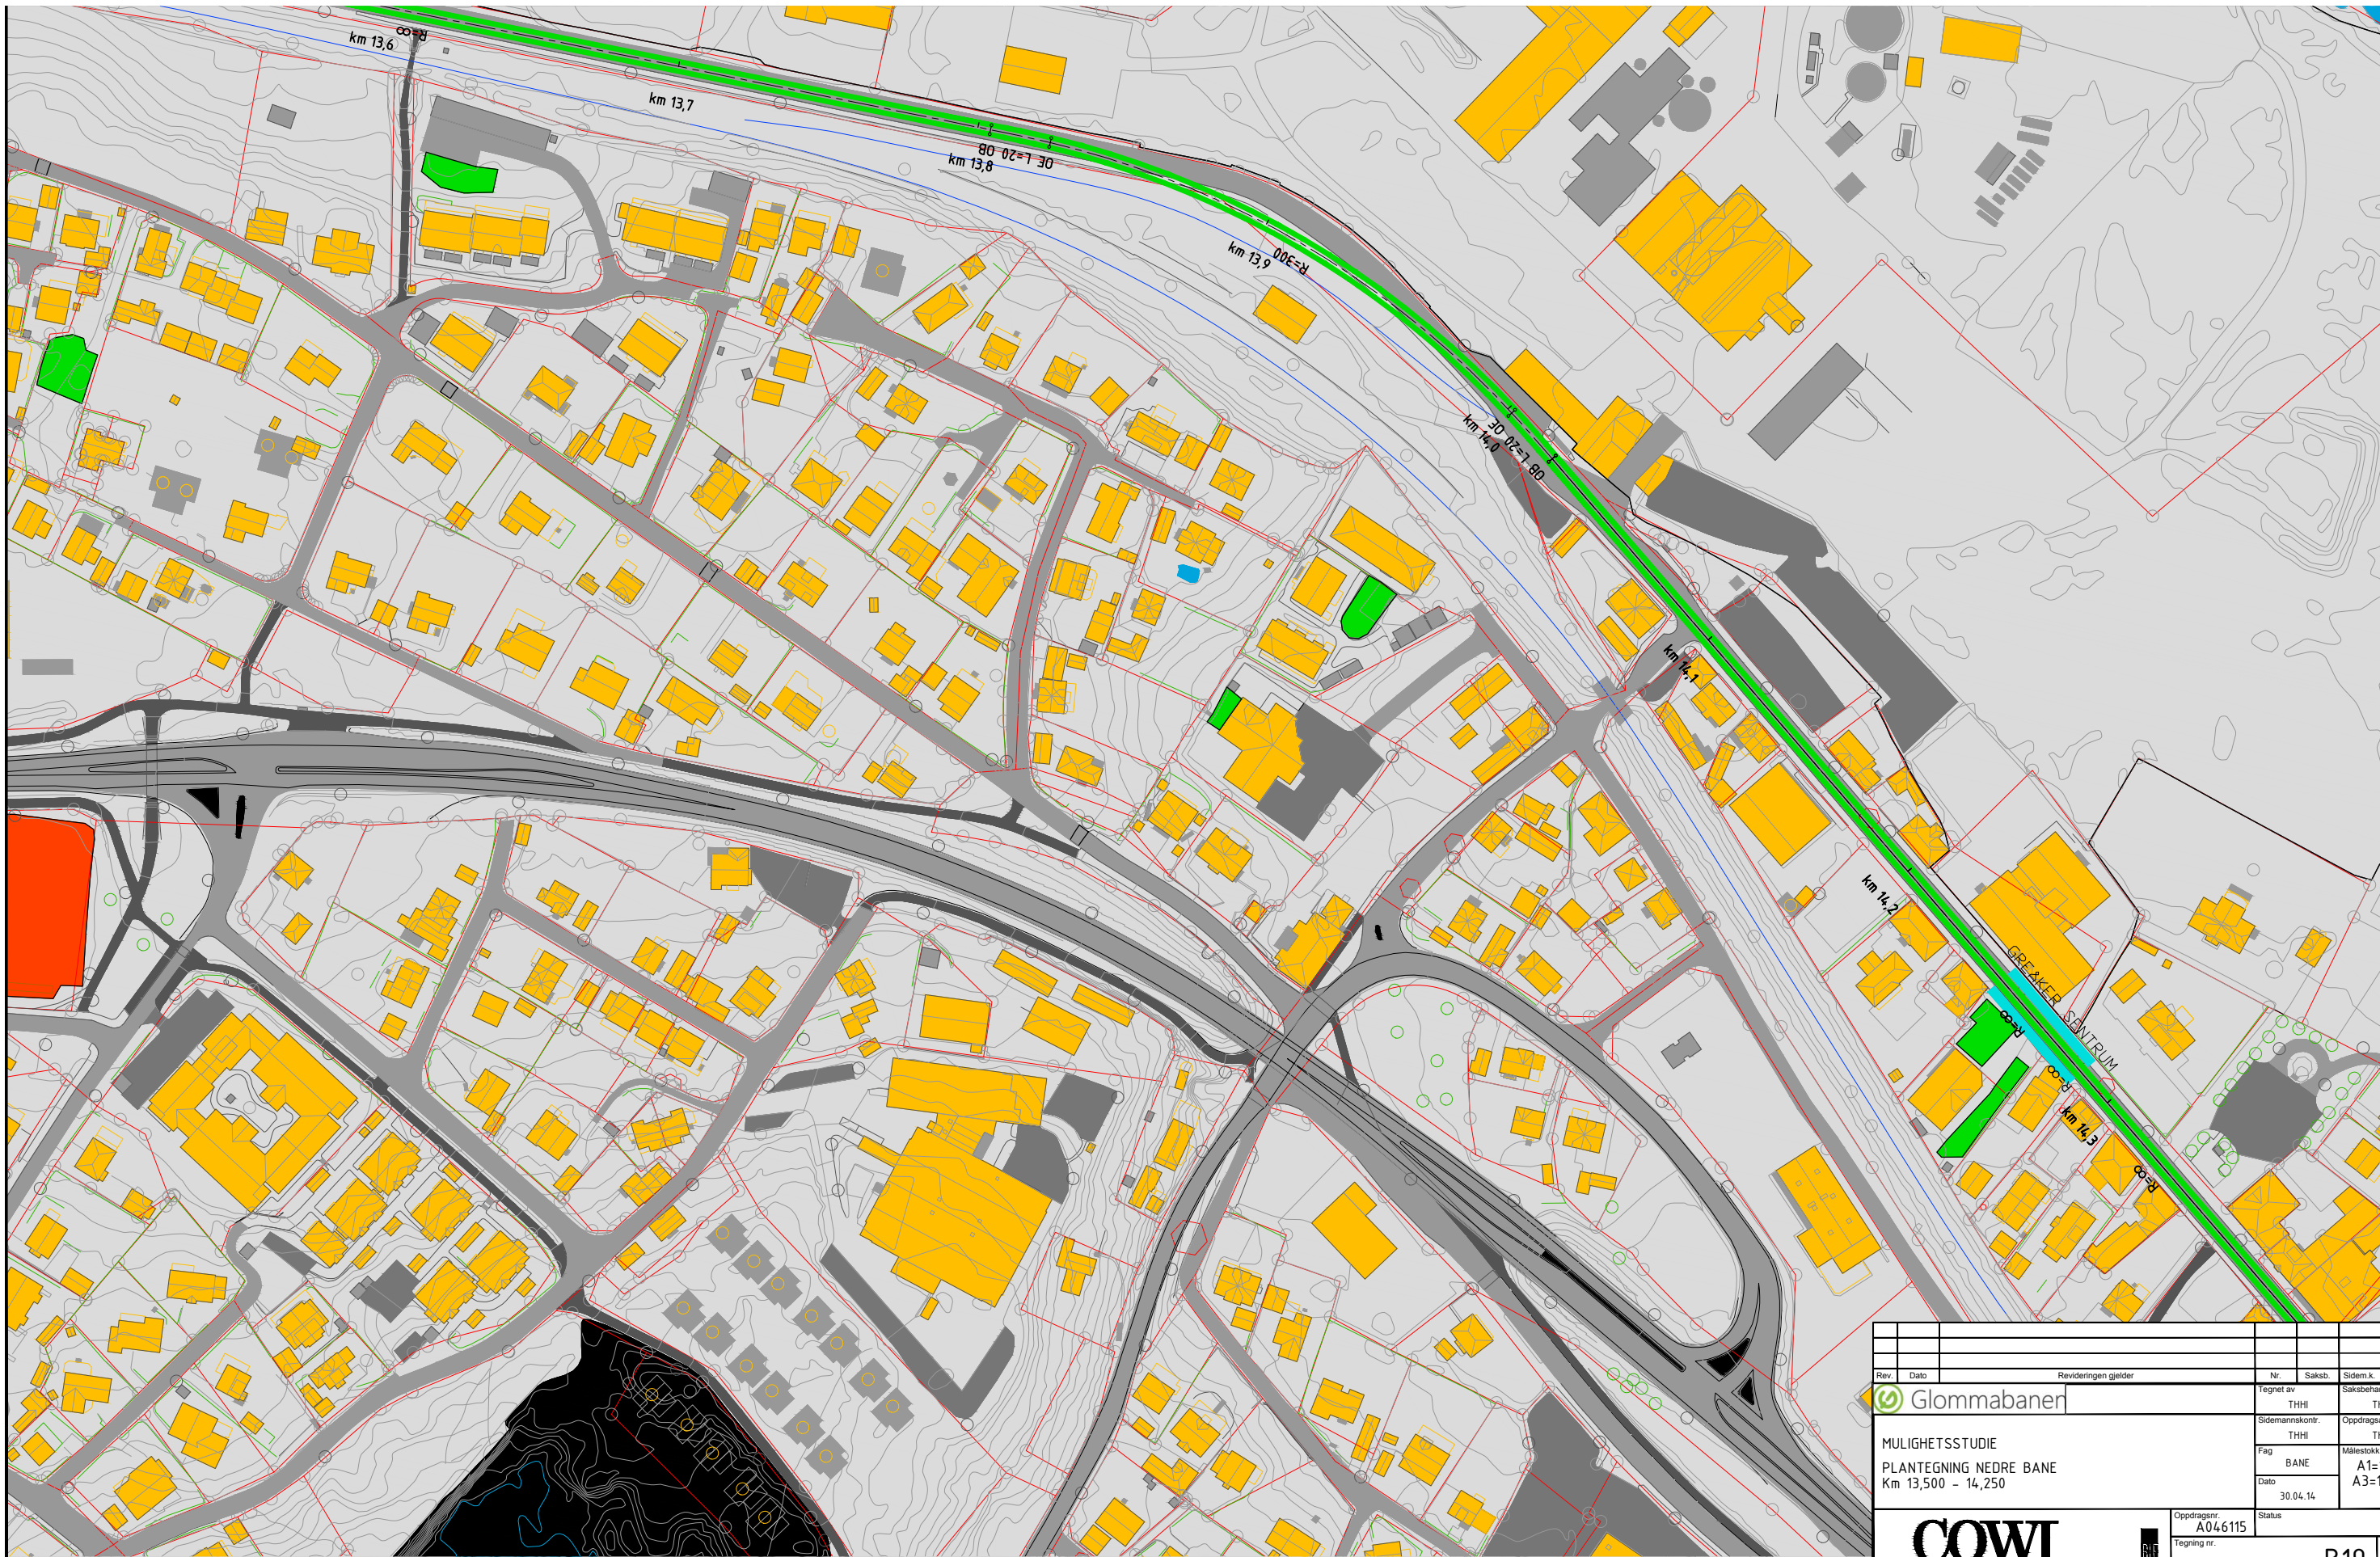 R=∞
km 13,6
km 13,7
OE L=20 OB
km 13,8
km 13,9
R=300
km 14,0
OB L=20 OE
km 14,1
km 14,2
GREÅKER SENTRUM
R=∞
R=∞
km 14,3
R=∞
Rev. Dato Revideringen gjelder Nr. Saksb. Sidem.k.
Glommabanen
Tegnet av
THHI
Sidemannskontr.
THHI
MULIGHETSSTUDIE
PLANTEGNING NEDRE BANE
Km 13,500 - 14,250
Fag
BANE
Målestokk
A1=
Dato
30.04.14
COWI
Oppdragsnr.
A046115
Status
Tegning nr.